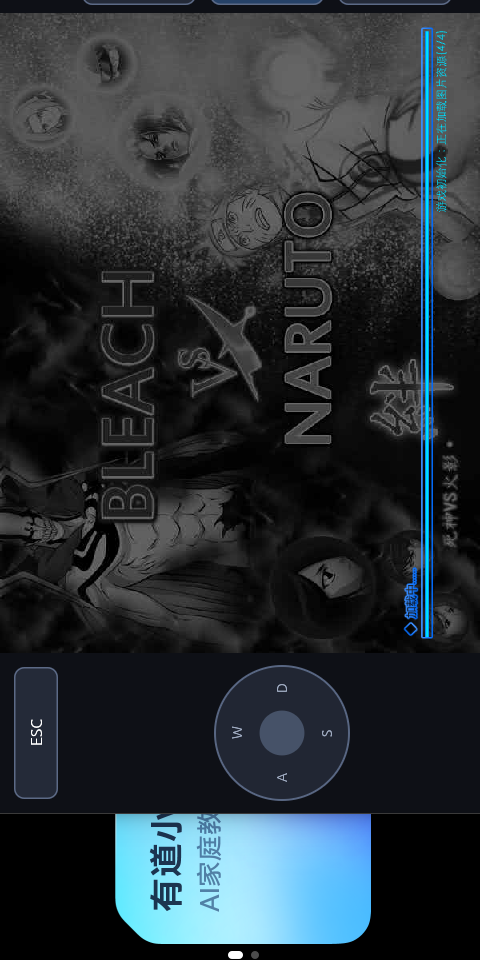 游戏初始化：正在加载图片资源(4/4)
BLEACH
VS
NARUTO
绊
死神VS火影·
加载中...
ESC
W
A
S
D
有道小
AI家庭教